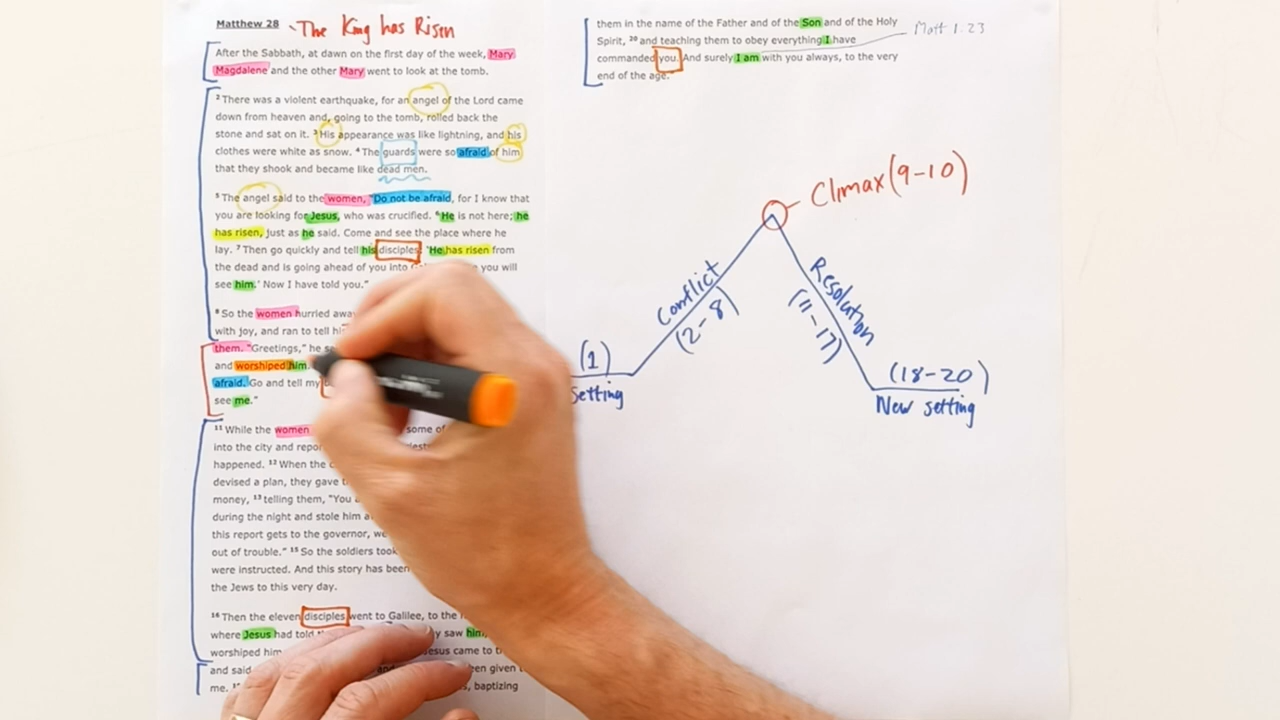 Matthew 28 - The King has Risen
After the Sabbath, at dawn on the first day of the week, Mary
Magdalene and the other Mary went to look at the tomb.
2 There was a violent earthquake, for an angel of the Lord came
down from heaven and, going to the tomb, rolled back the
stone and sat on it. 3 His appearance was like lightning, and his
clothes were white as snow. 4 The guards were so afraid of him
that they shook and became like dead men.
5 The angel said to the women, "Do not be afraid, for I know that
you are looking for Jesus, who was crucified. 6 He is not here; he
has risen, just as he said. Come and see the place where he
lay. 7 Then go quickly and tell his disciples: 'He has risen from
the dead and is going ahead of you into you will
see him.' Now I have told you."
8 So the women hurried awa
with joy, and ran to tell hi
them. "Greetings," he
and worshiped him.
afraid. Go and tell my
see me."
11 While the women some of
into the city and repor
happened. 12 When the
devised a plan, they gave
money, 13 telling them, "You
during the night and stole him
this report gets to the governor, we
out of trouble." 15 So the soldiers took
were instructed. And this story has been
the Jews to this very day.
16 Then the eleven disciples went to Galilee, to the
where Jesus had told saw him,
worshiped him esus came to
and said een given
me. baptizing
them in the name of the Father and of the Son and of the Holy
Spirit, 20 and teaching them to obey everything I have
commanded you. And surely I am with you always, to the very
end of the age."
Matt 1.23
Climax (9-10)
Conflict
(2-8)
Resolution
(11-17)
(1)
Setting
(18-20)
New setting